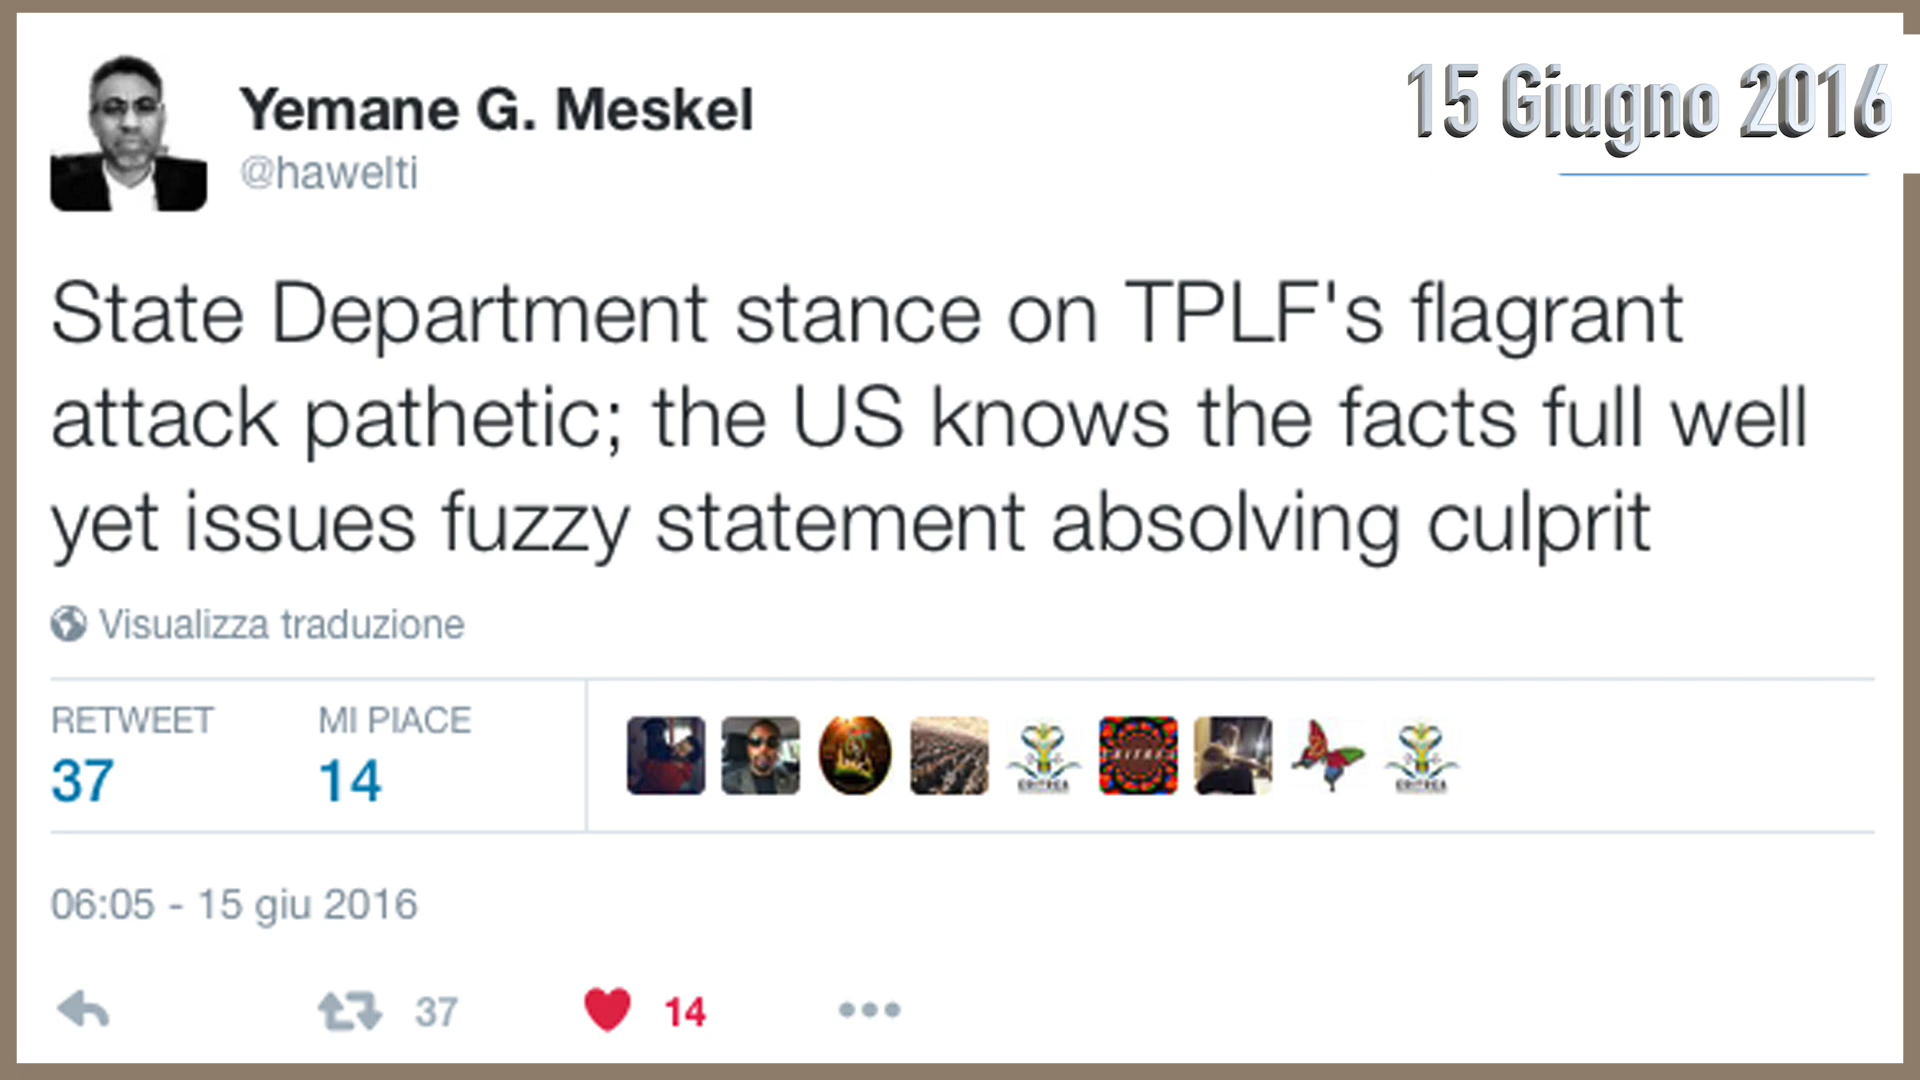 Yemane G. Meskel
@hawelti
15 Giugno 2016
State Department stance on TPLF's flagrant
attack pathetic; the US knows the facts full well
yet issues fuzzy statement absolving culprit
Visualizza traduzione
RETWEET MI PIACE
37 14
ERITREA ERITREA
06:05 - 15 giu 2016
37 14